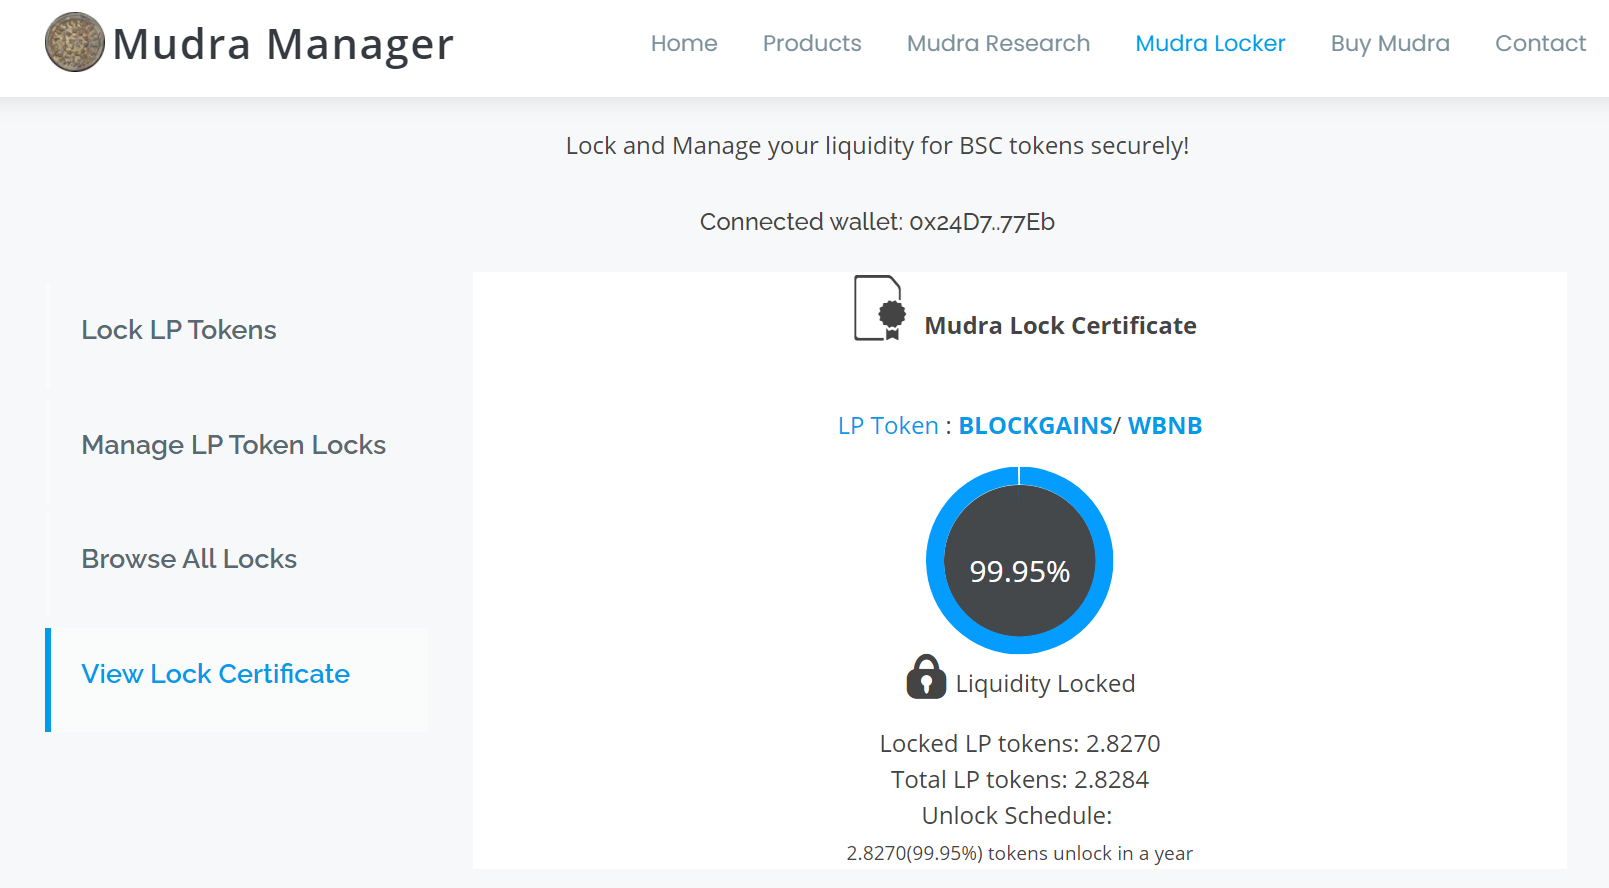 Mudra Manager
Home Products Mudra Research Mudra Locker Buy Mudra Contact
Lock and Manage your liquidity for BSC tokens securely!
Connected wallet: 0x24D7..77Eb
Lock LP Tokens
Manage LP Token Locks
Browse All Locks
View Lock Certificate
Mudra Lock Certificate
LP Token : BLOCKGAINS/ WBNB
99.95%
Liquidity Locked
Locked LP tokens: 2.8270
Total LP tokens: 2.8284
Unlock Schedule:
2.8270(99.95%) tokens unlock in a year